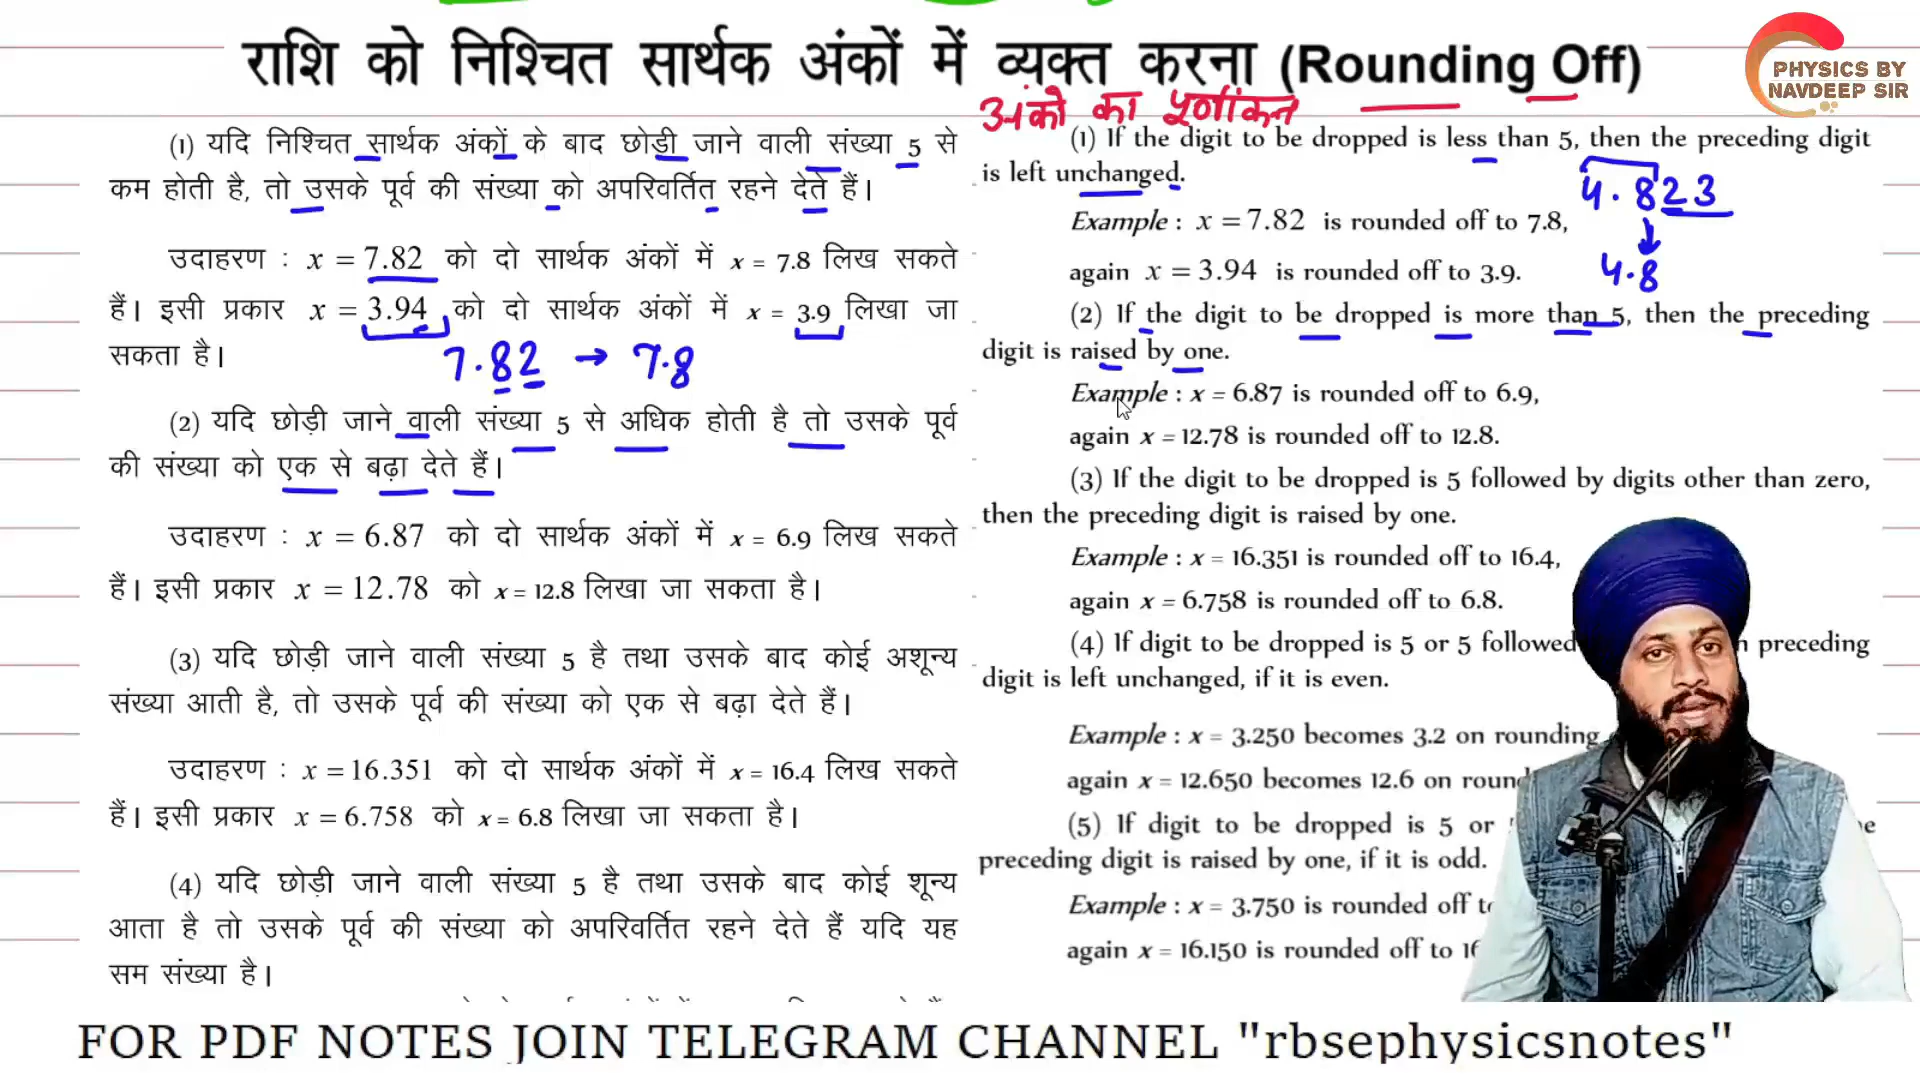 राशि को निश्चित सार्थक अंकों में व्यक्त करना (Rounding Off)
PHYSICS BY
NAVDEEP SIR
अंको का पूर्णांकन
(1) यदि निश्चित सार्थक अंकों के बाद छोड़ी जाने वाली संख्या 5 से
कम होती है, तो उसके पूर्व की संख्या को अपरिवर्तित रहने देते हैं।
उदाहरण : x = 7.82 को दो सार्थक अंकों में x = 7.8 लिख सकते
हैं। इसी प्रकार x = 3.94 को दो सार्थक अंकों में x = 3.9 लिखा जा
सकता है।
7.82 → 7.8
(2) यदि छोड़ी जाने वाली संख्या 5 से अधिक होती है तो उसके पूर्व
की संख्या को एक से बढ़ा देते हैं।
उदाहरण : x = 6.87 को दो सार्थक अंकों में x = 6.9 लिख सकते
हैं। इसी प्रकार x = 12.78 को x = 12.8 लिखा जा सकता है।
(3) यदि छोड़ी जाने वाली संख्या 5 है तथा उसके बाद कोई अशून्य
संख्या आती है, तो उसके पूर्व की संख्या को एक से बढ़ा देते हैं।
उदाहरण : x = 16.351 को दो सार्थक अंकों में x = 16.4 लिख सकते
हैं। इसी प्रकार x = 6.758 को x = 6.8 लिखा जा सकता है।
(4) यदि छोड़ी जाने वाली संख्या 5 है तथा उसके बाद कोई शून्य
आता है तो उसके पूर्व की संख्या को अपरिवर्तित रहने देते हैं यदि यह
सम संख्या है।
(1) If the digit to be dropped is less than 5, then the preceding digit
is left unchanged.
4.823
4.8
Example : x = 7.82 is rounded off to 7.8,
again x = 3.94 is rounded off to 3.9.
(2) If the digit to be dropped is more than 5, then the preceding
digit is raised by one.
Example : x = 6.87 is rounded off to 6.9,
again x = 12.78 is rounded off to 12.8.
(3) If the digit to be dropped is 5 followed by digits other than zero,
then the preceding digit is raised by one.
Example : x = 16.351 is rounded off to 16.4,
again x = 6.758 is rounded off to 6.8.
(4) If digit to be dropped is 5 or 5 followed preceding
digit is left unchanged, if it is even.
Example : x = 3.250 becomes 3.2 on rounding
again x = 12.650 becomes 12.6 on
(5) If digit to be dropped is 5 or
preceding digit is raised by one, if it is odd.
Example : x = 3.750 is rounded off
again x = 16.150 is rounded off to
FOR PDF NOTES JOIN TELEGRAM CHANNEL "rbsephysicsnotes"